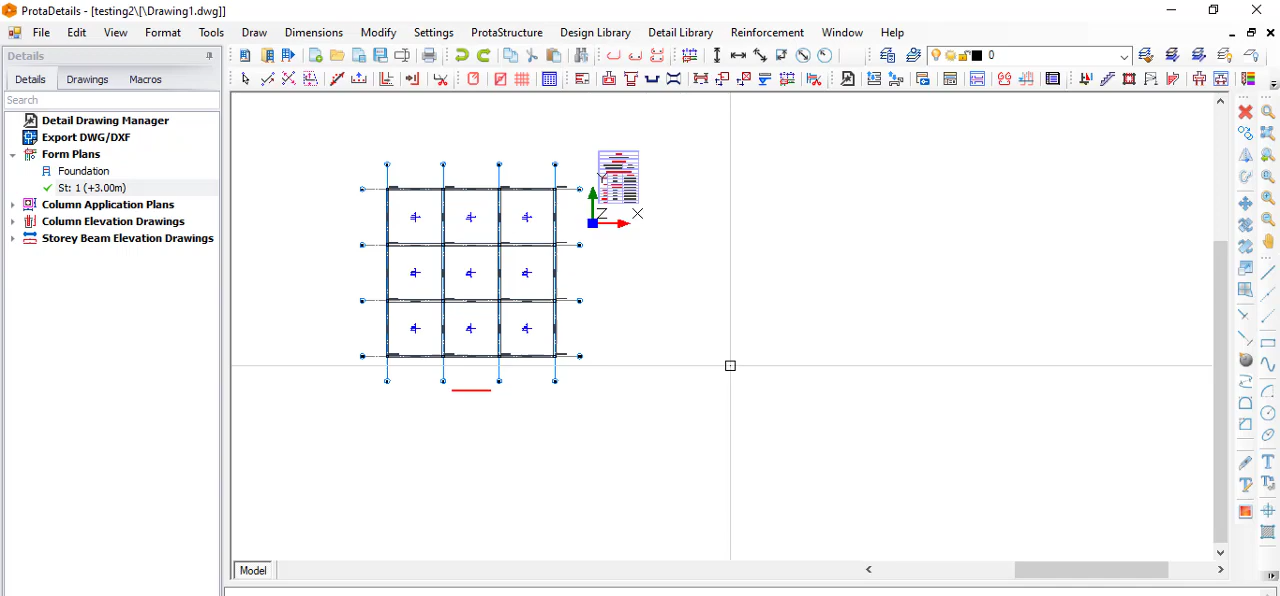 ProtaDetails - [testing2\[\Drawing1.dwg]]
File Edit View Format Tools Draw Dimensions Modify Settings ProtaStructure Design Library Detail Library Reinforcement Window Help
Details
0
Details Drawings Macros
Search
Detail Drawing Manager
Export DWG/DXF
Form Plans
Foundation
St: 1 (+3.00m)
Column Application Plans
Column Elevation Drawings
Storey Beam Elevation Drawings
Y
Z X
Model